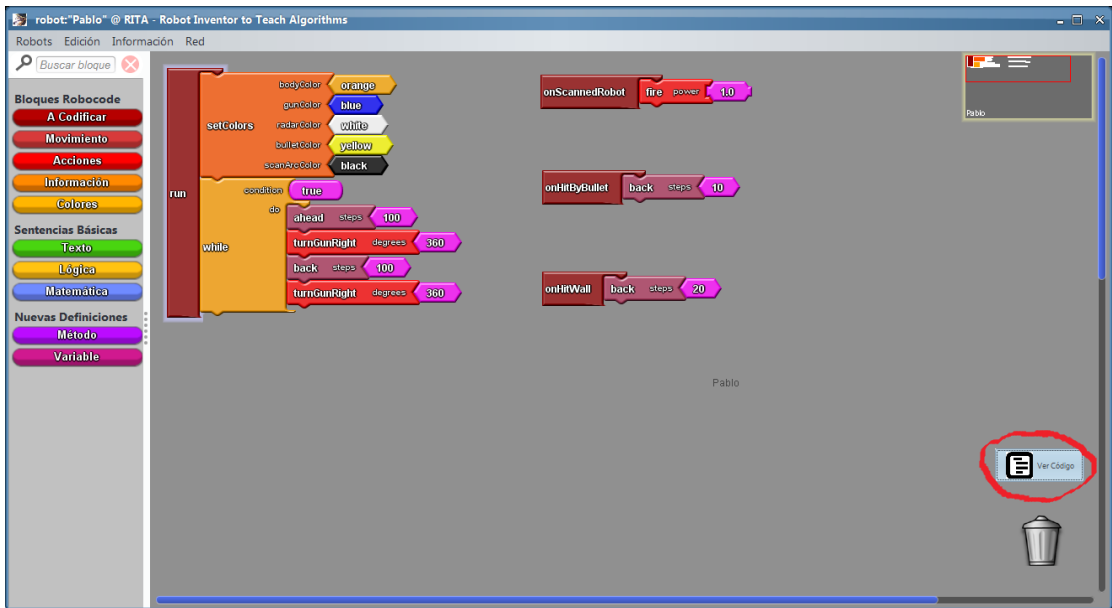 robot:"Pablo" @ RITA - Robot Inventor to Teach Algorithms
Robots Edición Información Red
Buscar bloque
Bloques Robocode
A Codificar
Movimiento
Acciones
Información
Colores
Sentencias Básicas
Texto
Lógica
Matemática
Nuevas Definiciones
Método
Variable
run
setColors
bodyColor orange
gunColor blue
radarColor white
bulletColor yellow
scanArcColor black
while
condition true
do
ahead steps 100
turnGunRight degrees 360
back steps 100
turnGunRight degrees 360
onScannedRobot fire power 1.0
onHitByBullet back steps 10
onHitWall back steps 20
Pablo
Pablo
Ver Código